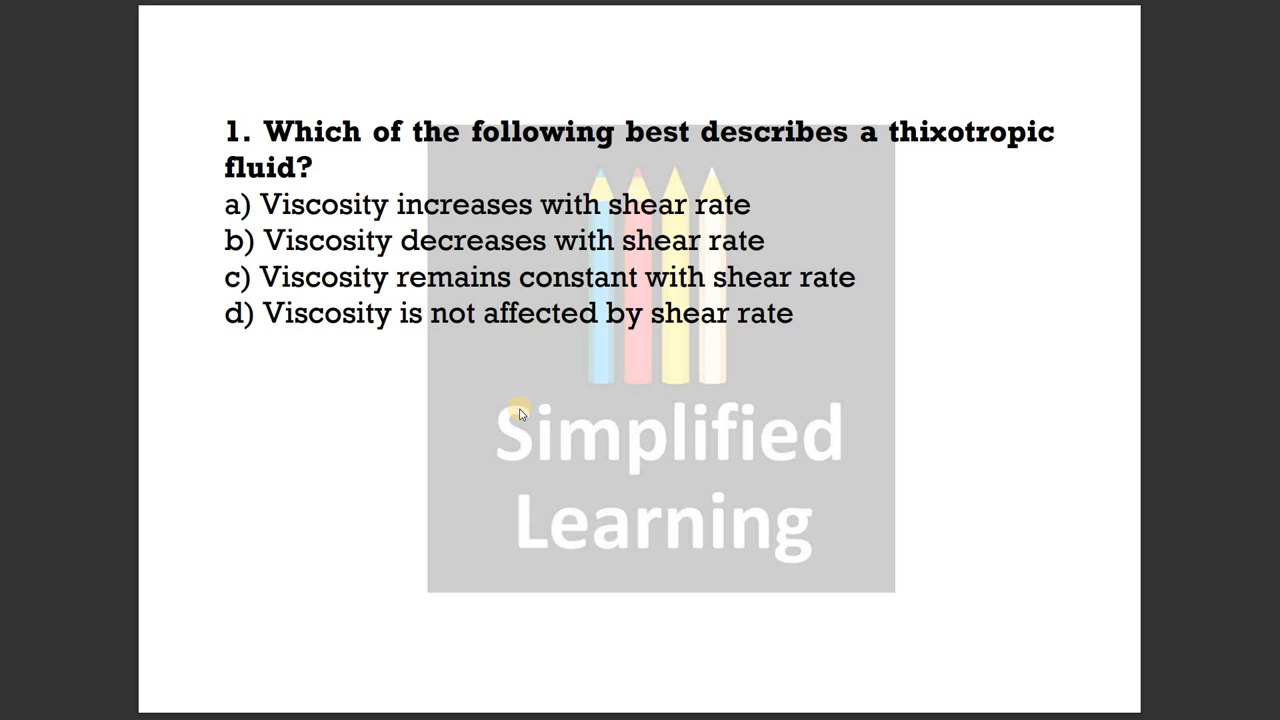 1. Which of the following best describes a thixotropic
fluid?
a) Viscosity increases with shear rate
b) Viscosity decreases with shear rate
c) Viscosity remains constant with shear rate
d) Viscosity is not affected by shear rate
Simplified
Learning